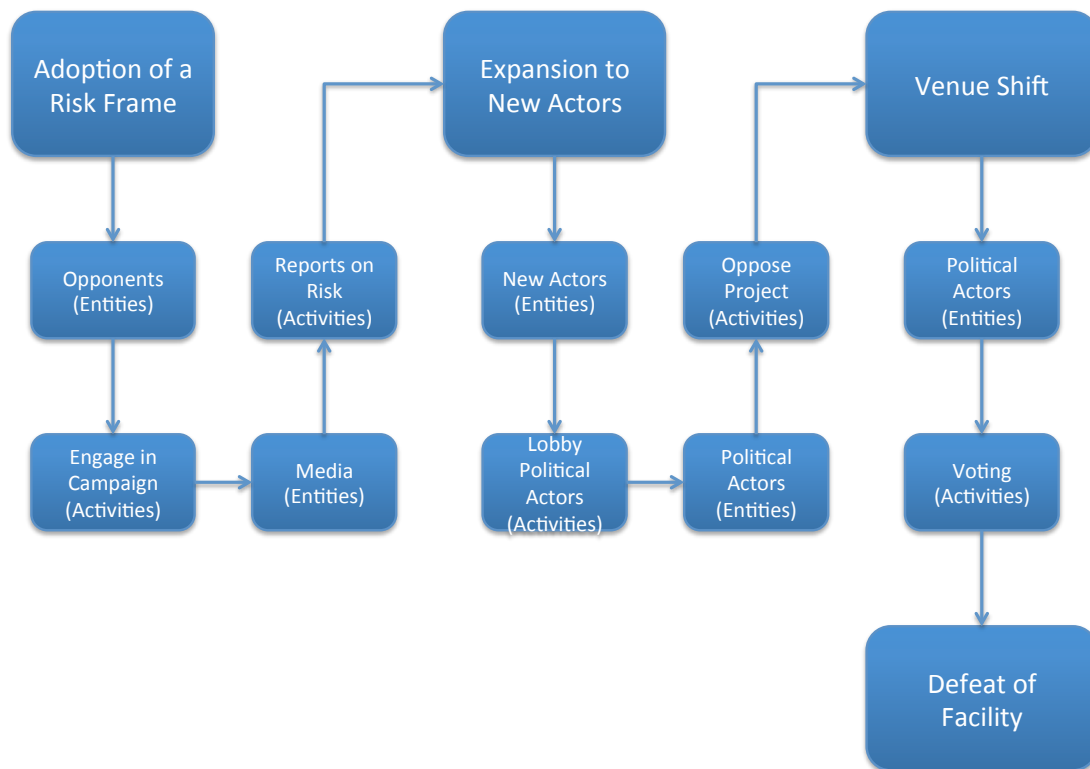 Adoption of a
Risk Frame
Opponents
(Entities)
Engage in
Campaign
(Activities)
Media
(Entities)
Reports on
Risk
(Activities)
Expansion to
New Actors
New Actors
(Entities)
Lobby
Political
Actors
(Activities)
Political
Actors
(Entities)
Oppose
Project
(Activities)
Venue Shift
Political
Actors
(Entities)
Voting
(Activities)
Defeat of
Facility